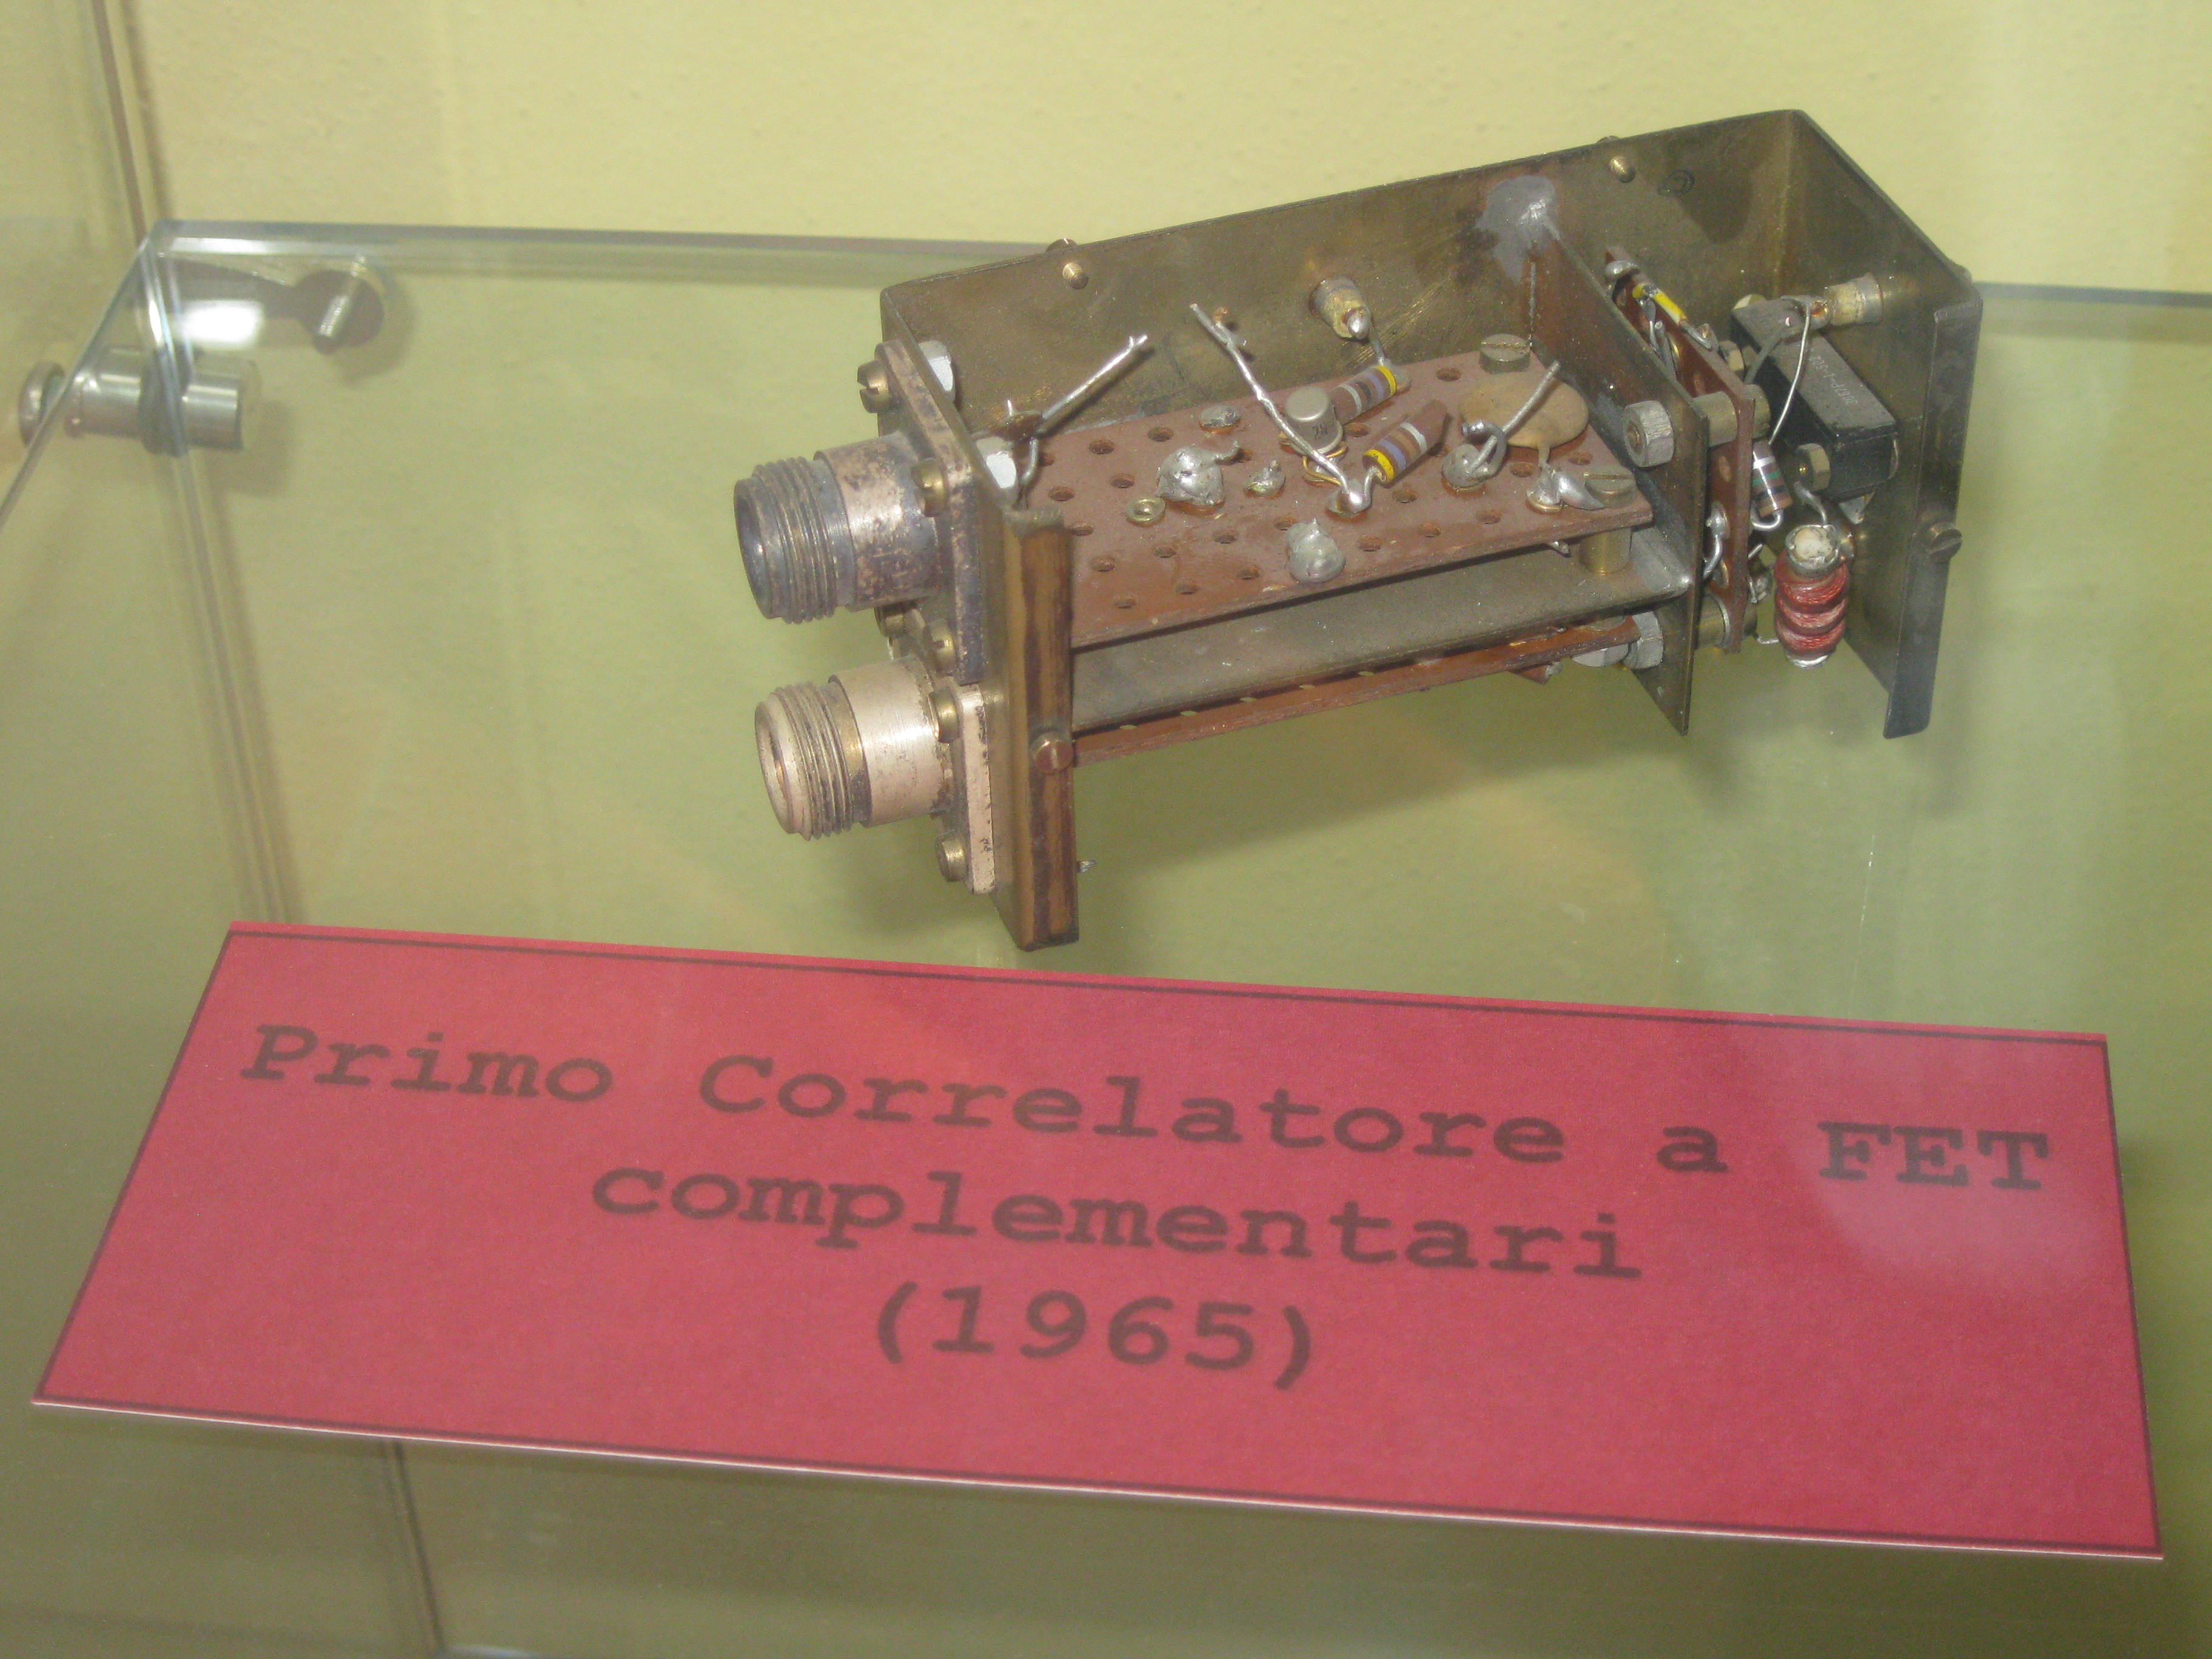 Primo Correlatore a FET
complementari
(1965)